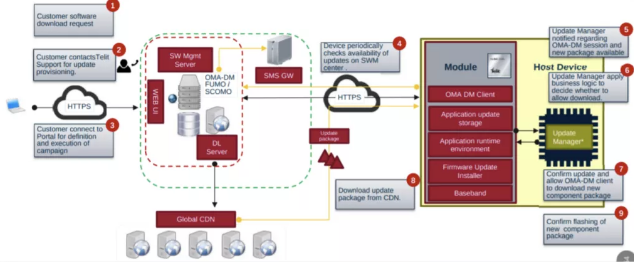 1
Customer software
download request
2
Customer contactsTelit
Support for update
provisioning.
HTTPS
3
Customer connect to
Portal for definition
and execution of
campaign
SW Mgmt
Server
WEB UI
OMA-DM
FUMO /
SCOMO
DL
Server
SMS GW
Global CDN
4
Device periodically
checks availability of
updates on SWM
center .
HTTPS
Update
package
8
Download update
package from CDN.
Module
Telit
Host Device
OMA DM Client
Application update
storage
Application runtime
environment
Firmware Update
Installer
Baseband
Update
Manager*
5
Update Manager
notified regarding
OMA-DM session and
new package available
6
Update Manager apply
business logic to
decide whether to
allow download.
7
Confirm update and
allow OMA-DM client
to download new
component package
9
Confirm flashing of
new component
package